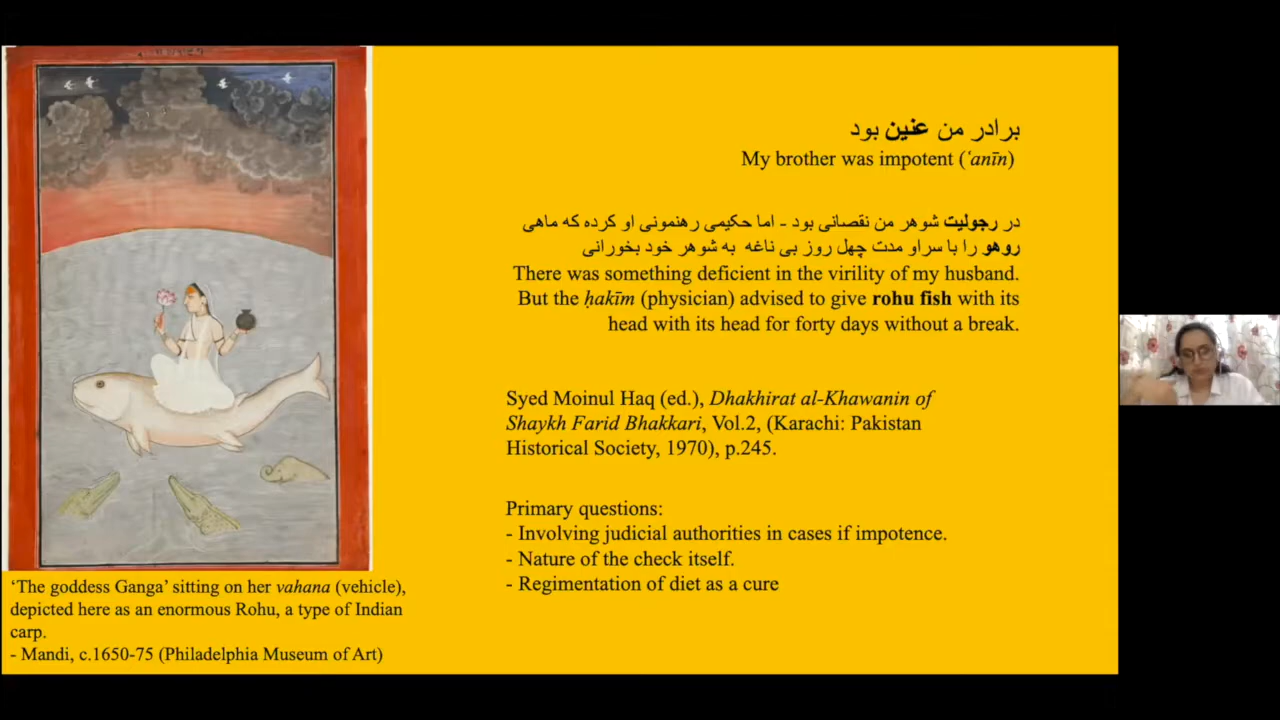 برادر من عنین بود
My brother was impotent (ʿanīn)
در رجولیت شوهر من نقصانی بود - اما حکیمی رهنمونی او کرده که ماهی
روهو را با سراو مدت چهل روز بی ناغه به شوهر خود بخورانی
There was something deficient in the virility of my husband.
But the ḥakīm (physician) advised to give rohu fish with its
head with its head for forty days without a break.
Syed Moinul Haq (ed.), Dhakhirat al-Khawanin of
Shaykh Farid Bhakkari, Vol.2, (Karachi: Pakistan
Historical Society, 1970), p.245.
Primary questions:
- Involving judicial authorities in cases if impotence.
- Nature of the check itself.
- Regimentation of diet as a cure
‘The goddess Ganga’ sitting on her vahana (vehicle),
depicted here as an enormous Rohu, a type of Indian
carp.
- Mandi, c.1650-75 (Philadelphia Museum of Art)